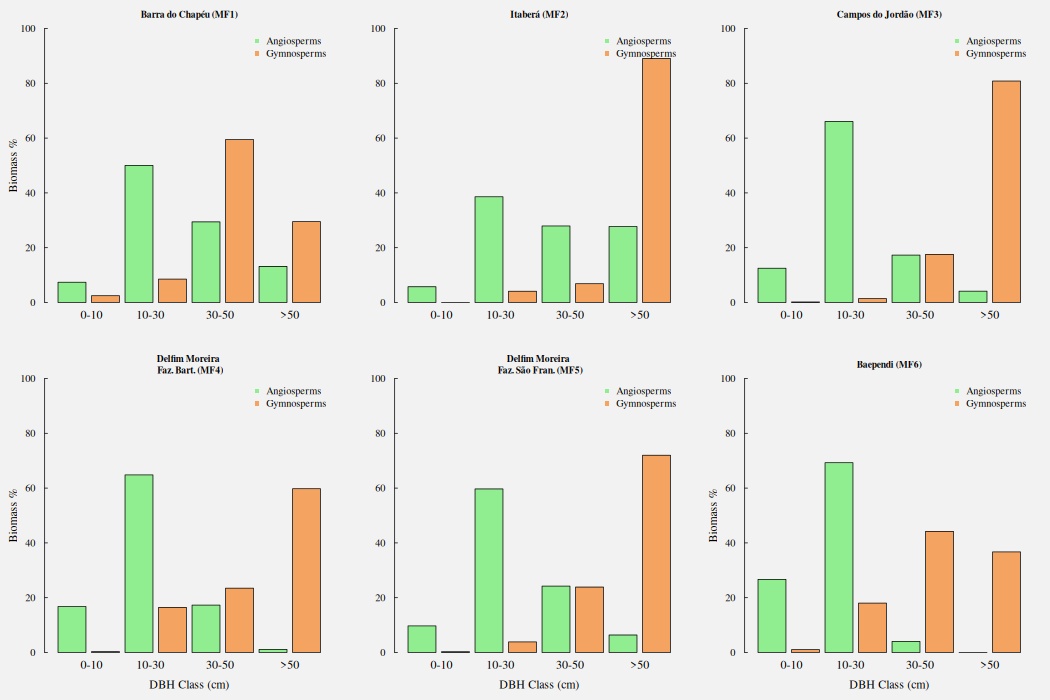 Barra do Chapéu (MF1)
100
80
60
40
20
0
Biomass %
Angiosperms
Gymnosperms
0-10 10-30 30-50 >50
Itaberá (MF2)
100
80
60
40
20
0
Angiosperms
Gymnosperms
0-10 10-30 30-50 >50
Campos do Jordão (MF3)
100
80
60
40
20
0
Angiosperms
Gymnosperms
0-10 10-30 30-50 >50
Delfim Moreira
Faz. Bart. (MF4)
100
80
60
40
20
0
Biomass %
Angiosperms
Gymnosperms
0-10 10-30 30-50 >50
DBH Class (cm)
Delfim Moreira
Faz. São Fran. (MF5)
100
80
60
40
20
0
Angiosperms
Gymnosperms
0-10 10-30 30-50 >50
DBH Class (cm)
Baependi (MF6)
100
80
60
40
20
0
Biomass %
Angiosperms
Gymnosperms
0-10 10-30 30-50 >50
DBH Class (cm)